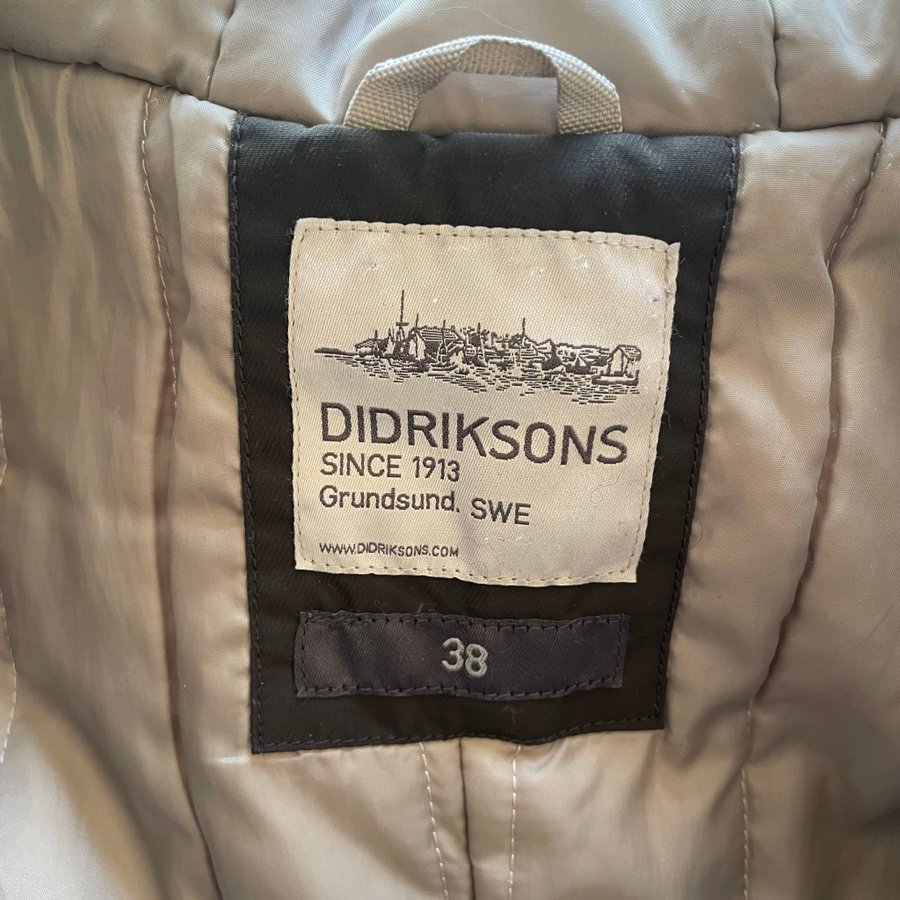 DIDRIKSONS
SINCE 1913
Grundsund. SWE
WWW.DIDRIKSONS.COM
38